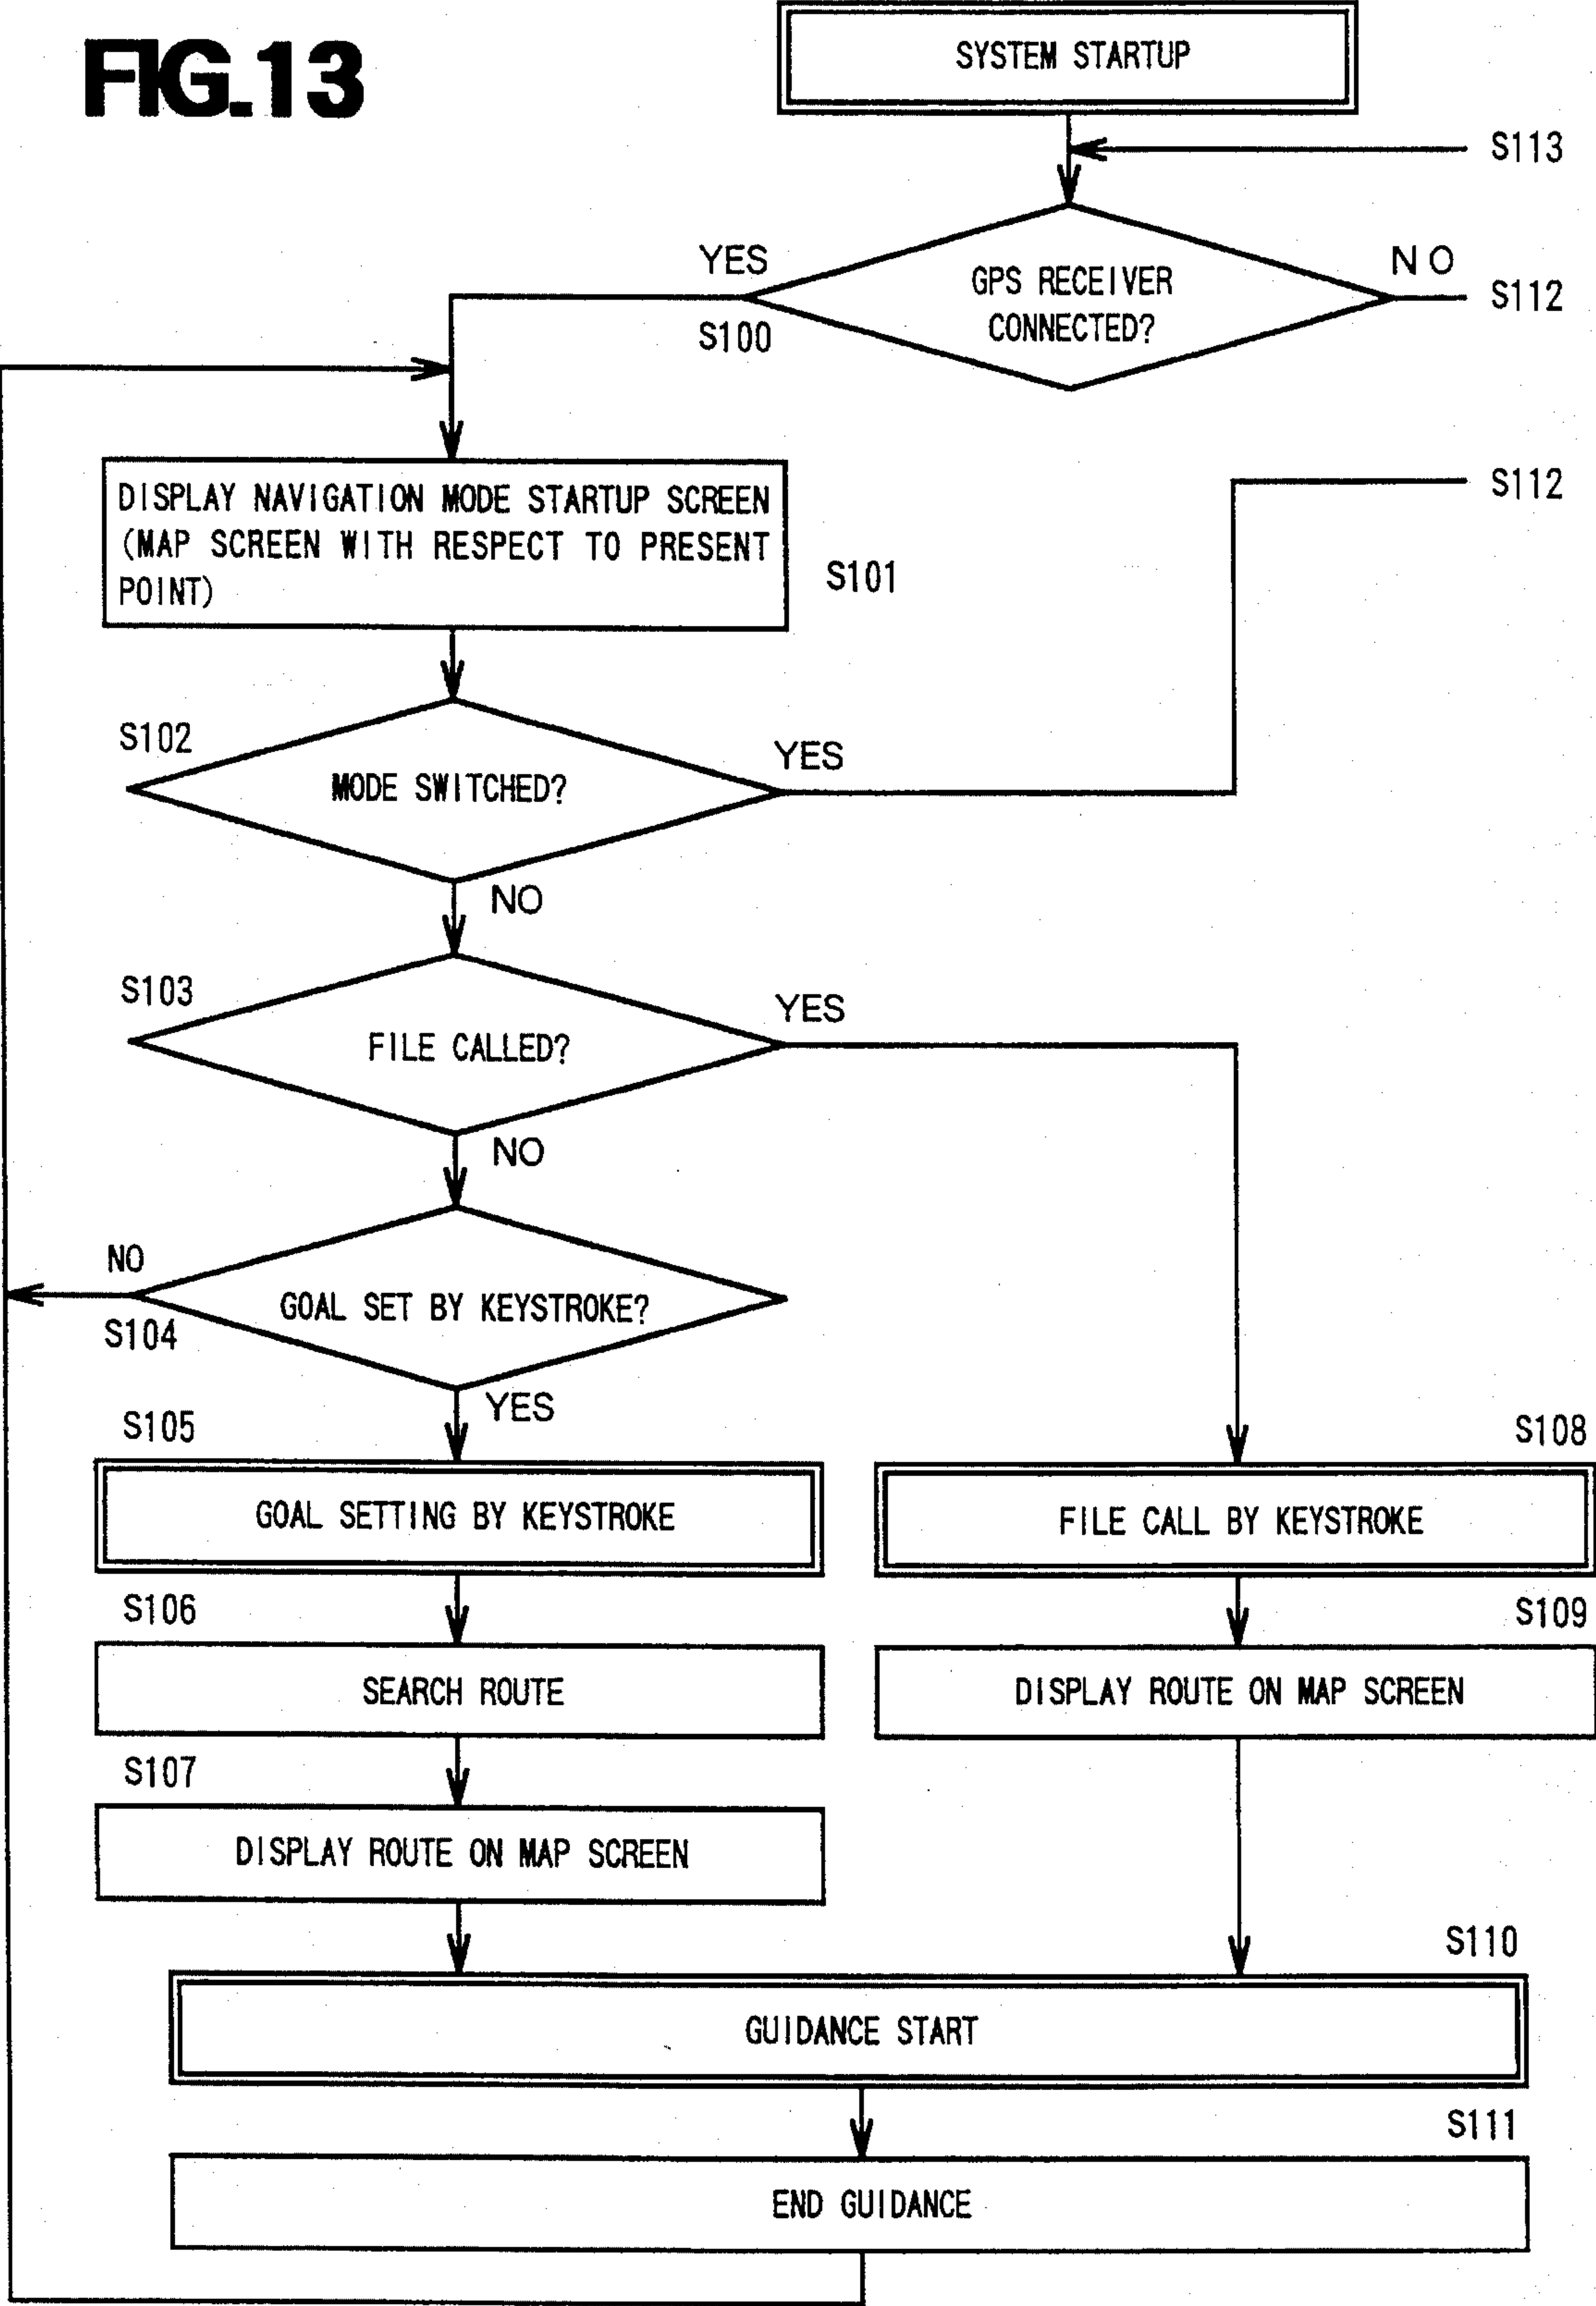 FIG.13
SYSTEM STARTUP
S113
YES
GPS RECEIVER
CONNECTED?
NO
S112
S100
DISPLAY NAVIGATION MODE STARTUP SCREEN
(MAP SCREEN WITH RESPECT TO PRESENT
POINT)
S101
S112
S102
MODE SWITCHED?
YES
NO
S103
FILE CALLED?
YES
NO
NO
GOAL SET BY KEYSTROKE?
S104
YES
S105
GOAL SETTING BY KEYSTROKE
S108
FILE CALL BY KEYSTROKE
S106
SEARCH ROUTE
S109
DISPLAY ROUTE ON MAP SCREEN
S107
DISPLAY ROUTE ON MAP SCREEN
S110
GUIDANCE START
S111
END GUIDANCE